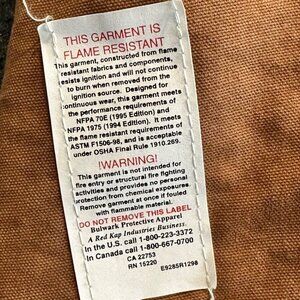 THIS GARMENT IS
FLAME RESISTANT
This garment, constructed from flame
resistant fabrics and components,
resists ignition and will not continue
to burn when removed from the
ignition source. Designed for
continuous wear, this garment meets
the performance requirements of
NFPA 70E (1995 Edition) and
NFPA 1975 (1994 Edition). It meets
the flame resistant requirements of
ASTM F1506-98, and is acceptable
under OSHA Final Rule 1910.269.
!WARNING!
This garment is not intended for
fire entry or structural fire fighting
activities and provides no personal
protection from chemical exposures.
Remove garment at once if fouled
with flammable material.
DO NOT REMOVE THIS LABEL
Bulwark Protective Apparel
A Red Kap Industries Business.
In the U.S. call 1-800-223-3372
In Canada call 1-800-667-0700
CA 22753
RN 15220 E9285R1298